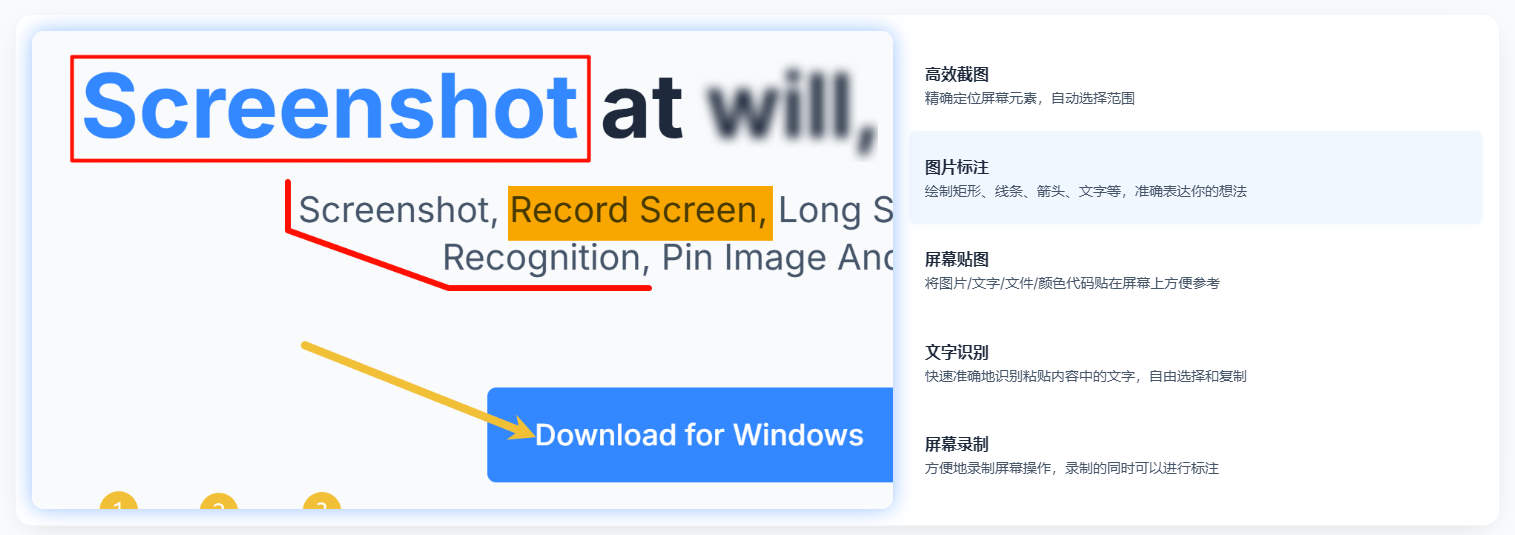 Screenshot at will,
Screenshot, Record Screen, Long S
Recognition, Pin Image And
Download for Windows
1 2 3
高效截图
精确定位屏幕元素，自动选择范围
图片标注
绘制矩形、线条、箭头、文字等，准确表达你的想法
屏幕贴图
将图片/文字/文件/颜色代码贴在屏幕上方便参考
文字识别
快速准确地识别粘贴内容中的文字，自由选择和复制
屏幕录制
方便地录制屏幕操作，录制的同时可以进行标注